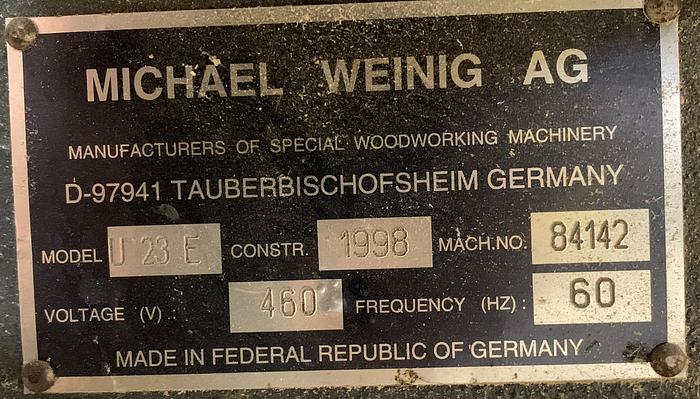 MICHAEL WEINIG AG
MANUFACTURERS OF SPECIAL WOODWORKING MACHINERY
D-97941 TAUBERBISCHOFSHEIM GERMANY
MODEL U 23 E CONSTR. 1998 MACH.NO. 84142
VOLTAGE (V) : 460 FREQUENCY (HZ) : 60
MADE IN FEDERAL REPUBLIC OF GERMANY